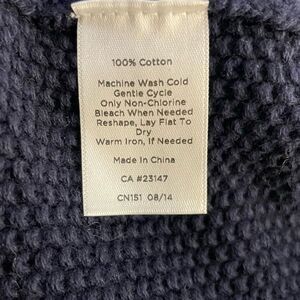 100% Cotton
Machine Wash Cold
Gentle Cycle
Only Non-Chlorine
Bleach When Needed
Reshape, Lay Flat To
Dry
Warm Iron, If Needed
Made In China
CA #23147
CN151 08/14